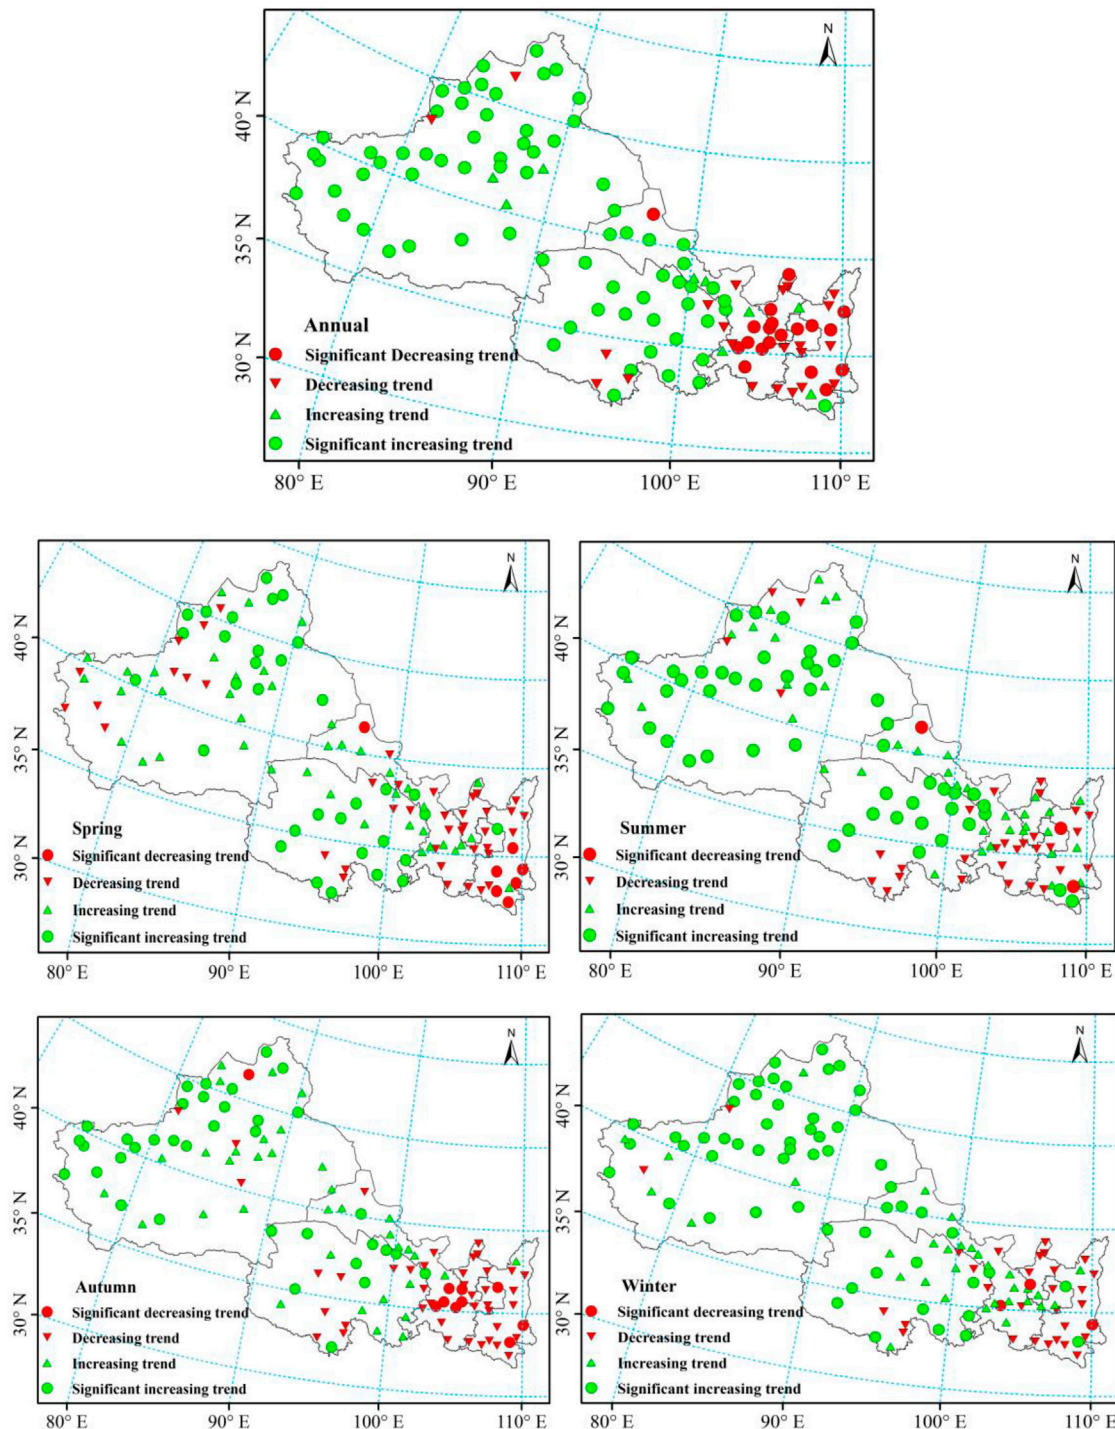 N
40° N
35° N
30° N
Annual
Significant Decreasing trend
Decreasing trend
Increasing trend
Significant increasing trend
80° E 90° E 100° E 110° E
N
40° N
35° N
30° N
Spring
Significant decreasing trend
Decreasing trend
Increasing trend
Significant increasing trend
80° E 90° E 100° E 110° E
N
40° N
35° N
30° N
Summer
Significant decreasing trend
Decreasing trend
Increasing trend
Significant increasing trend
80° E 90° E 100° E 110° E
N
40° N
35° N
30° N
Autumn
Significant decreasing trend
Decreasing trend
Increasing trend
Significant increasing trend
80° E 90° E 100° E 110° E
N
40° N
35° N
30° N
Winter
Significant decreasing trend
Decreasing trend
Increasing trend
Significant increasing trend
80° E 90° E 100° E 110° E